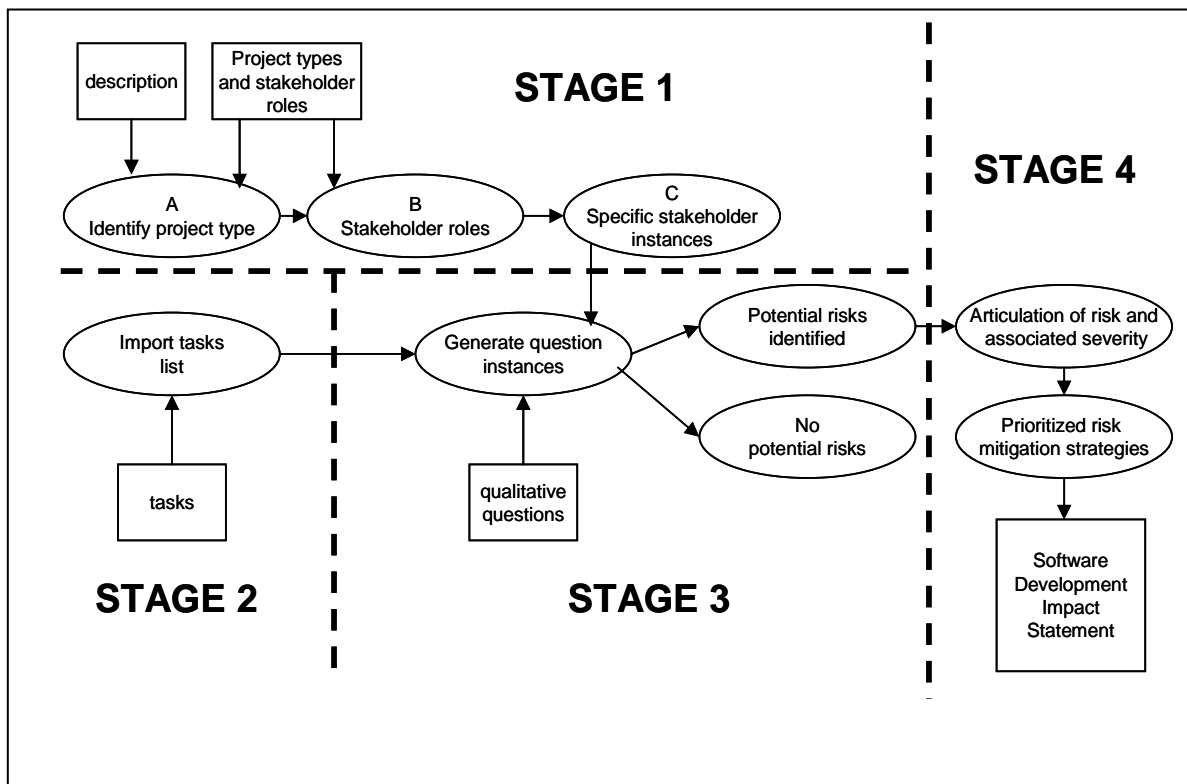 description
Project types
and stakeholder
roles
STAGE 1
A
Identify project type
B
Stakeholder roles
C
Specific stakeholder
instances
STAGE 4
Import tasks
list
Generate question
instances
Potential risks
identified
Articulation of risk and
associated severity
No
potential risks
Prioritized risk
mitigation strategies
tasks
qualitative
questions
Software
Development
Impact
Statement
STAGE 2
STAGE 3